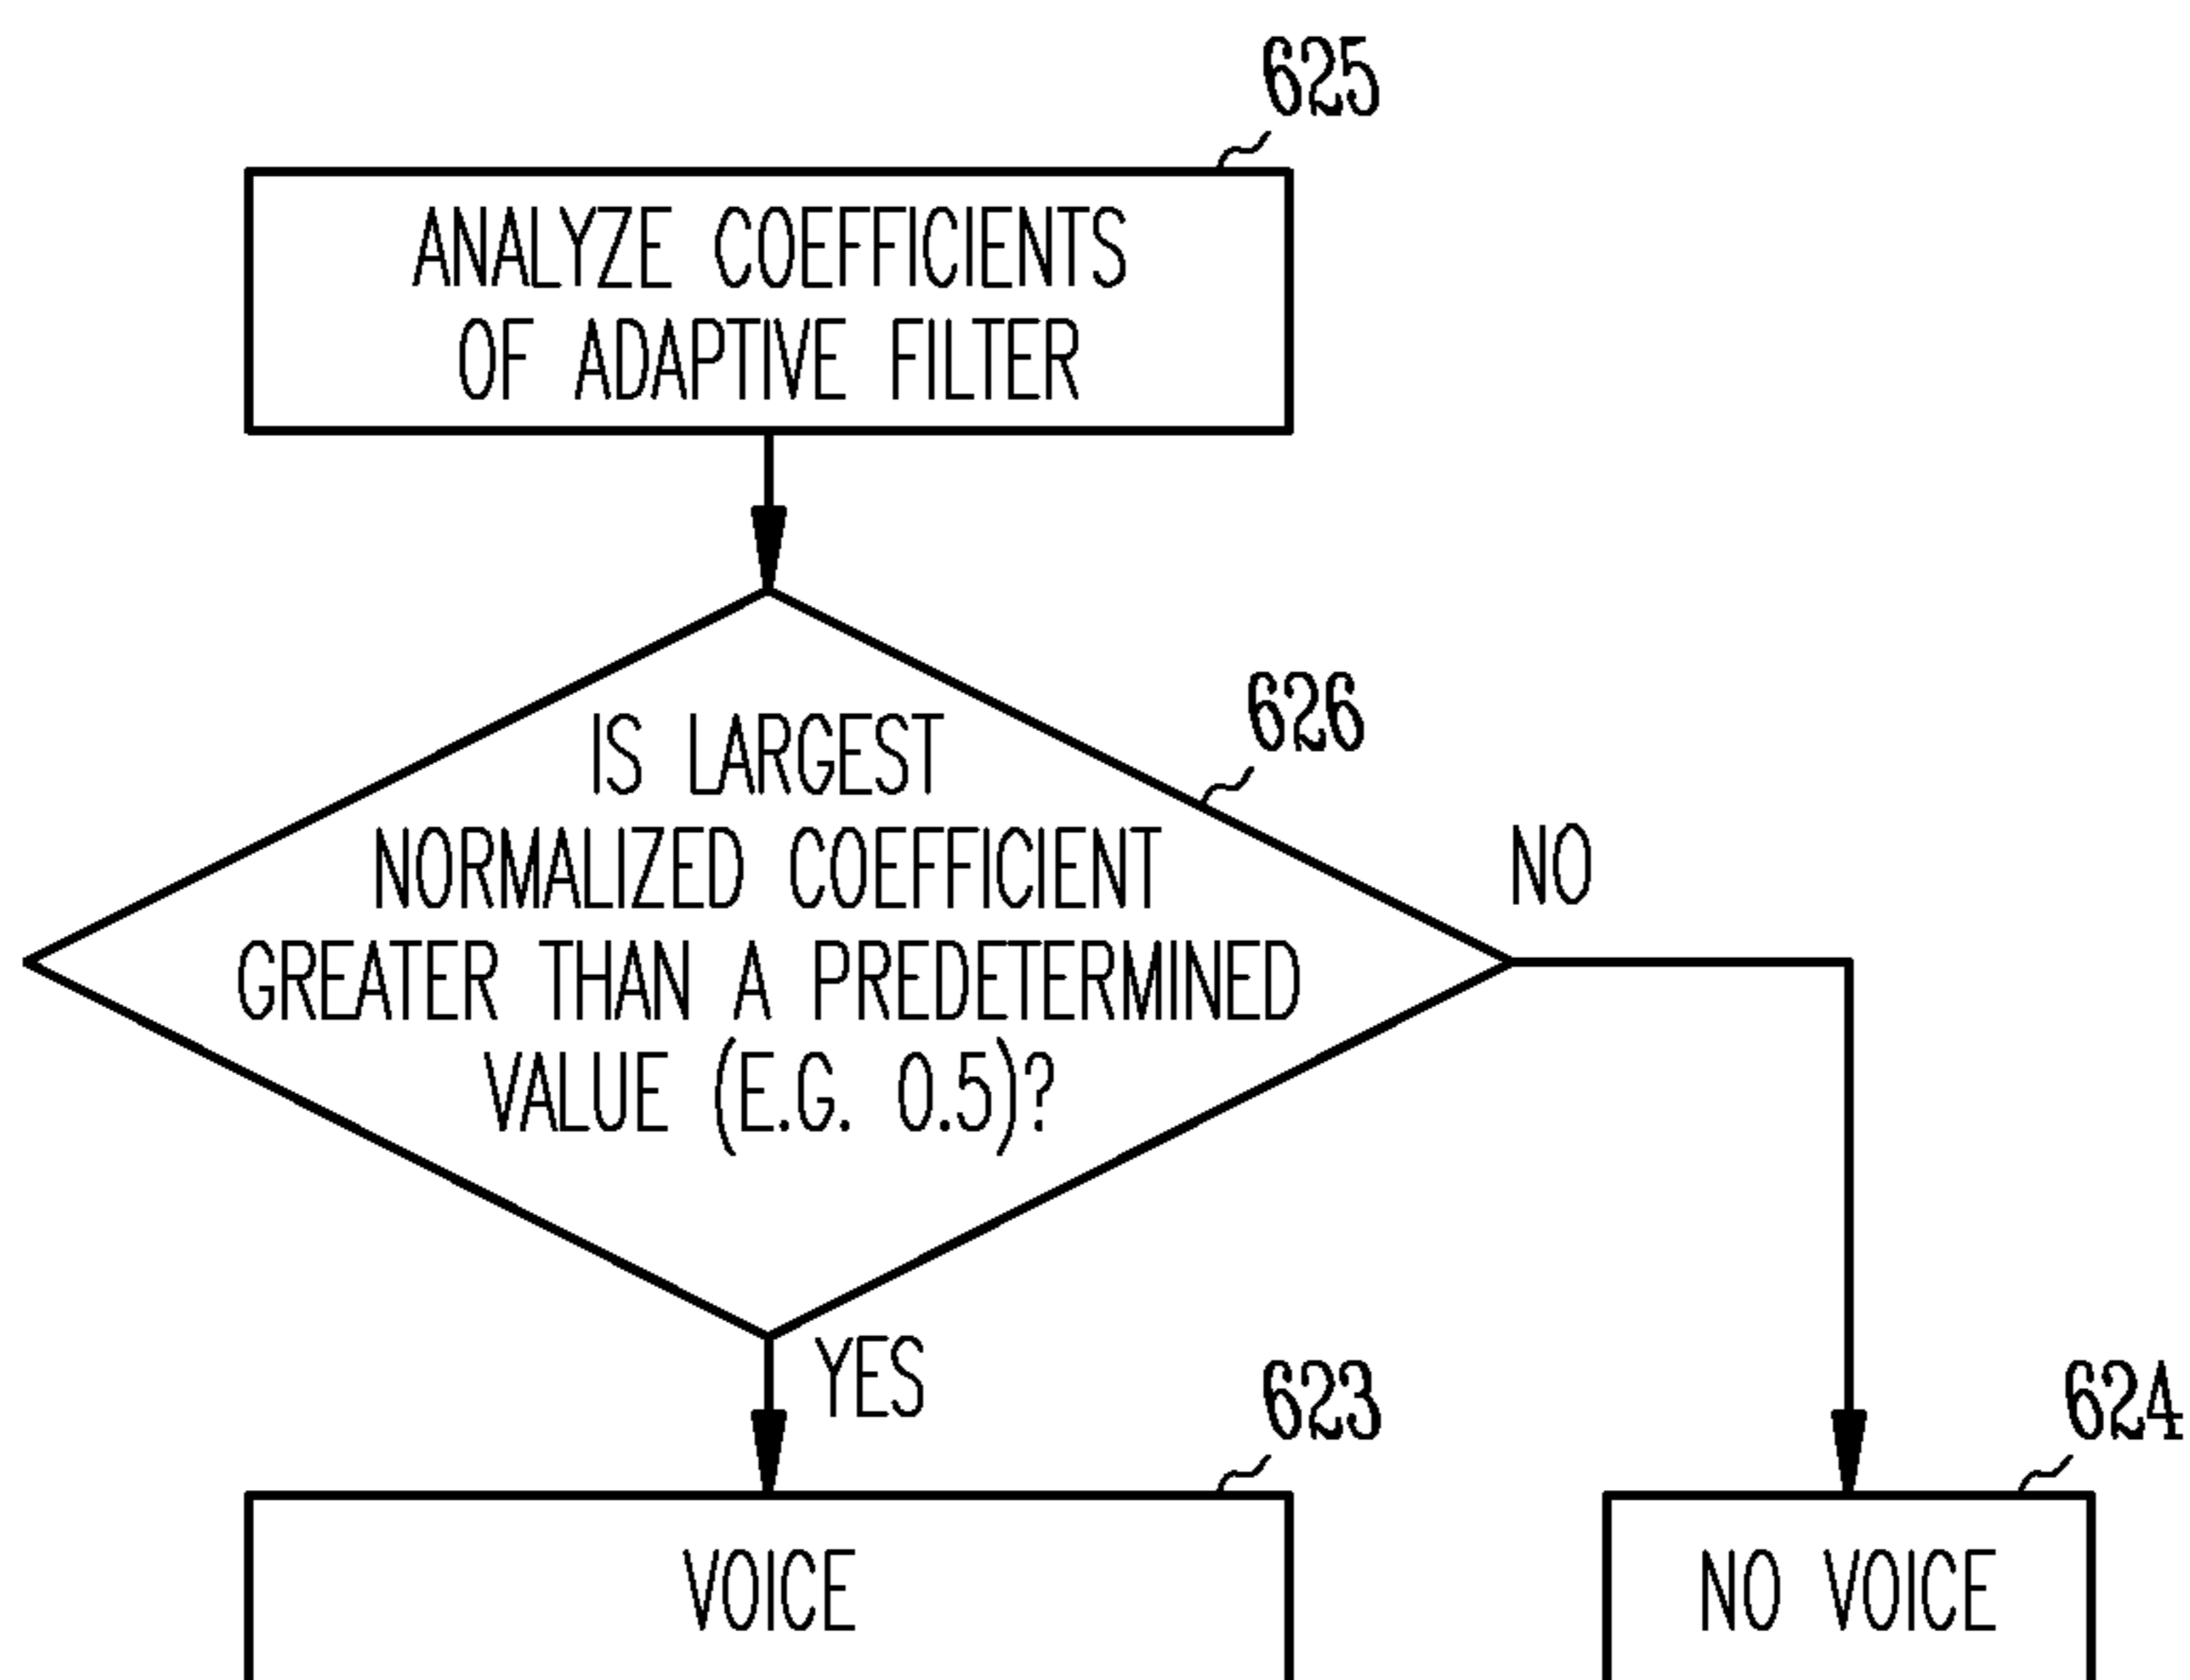 625
ANALYZE COEFFICIENTS
OF ADAPTIVE FILTER
626
IS LARGEST
NORMALIZED COEFFICIENT
GREATER THAN A PREDETERMINED
VALUE (E.G. 0.5)?
NO
YES
623
VOICE
624
NO VOICE